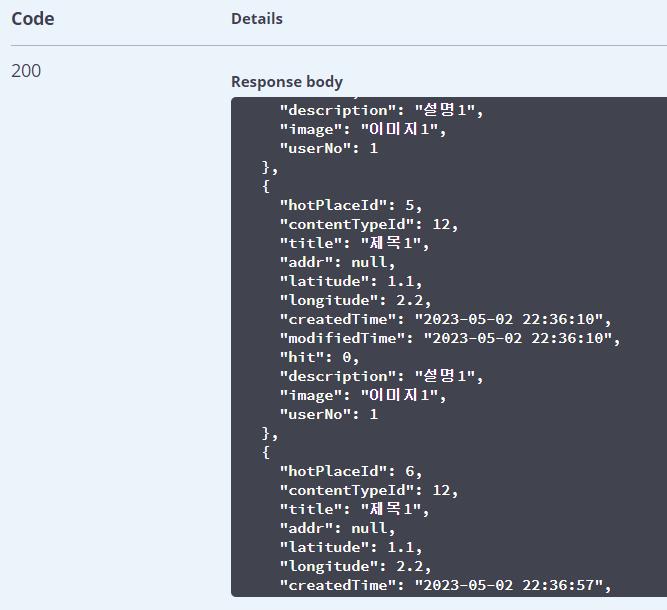 Code Details
200
Response body
"description": "설명1",
"image": "이미지1",
"userNo": 1
},
{
"hotPlaceId": 5,
"contentTypeId": 12,
"title": "제목1",
"addr": null,
"latitude": 1.1,
"longitude": 2.2,
"createdTime": "2023-05-02 22:36:10",
"modifiedTime": "2023-05-02 22:36:10",
"hit": 0,
"description": "설명1",
"image": "이미지1",
"userNo": 1
},
{
"hotPlaceId": 6,
"contentTypeId": 12,
"title": "제목1",
"addr": null,
"latitude": 1.1,
"longitude": 2.2,
"createdTime": "2023-05-02 22:36:57",